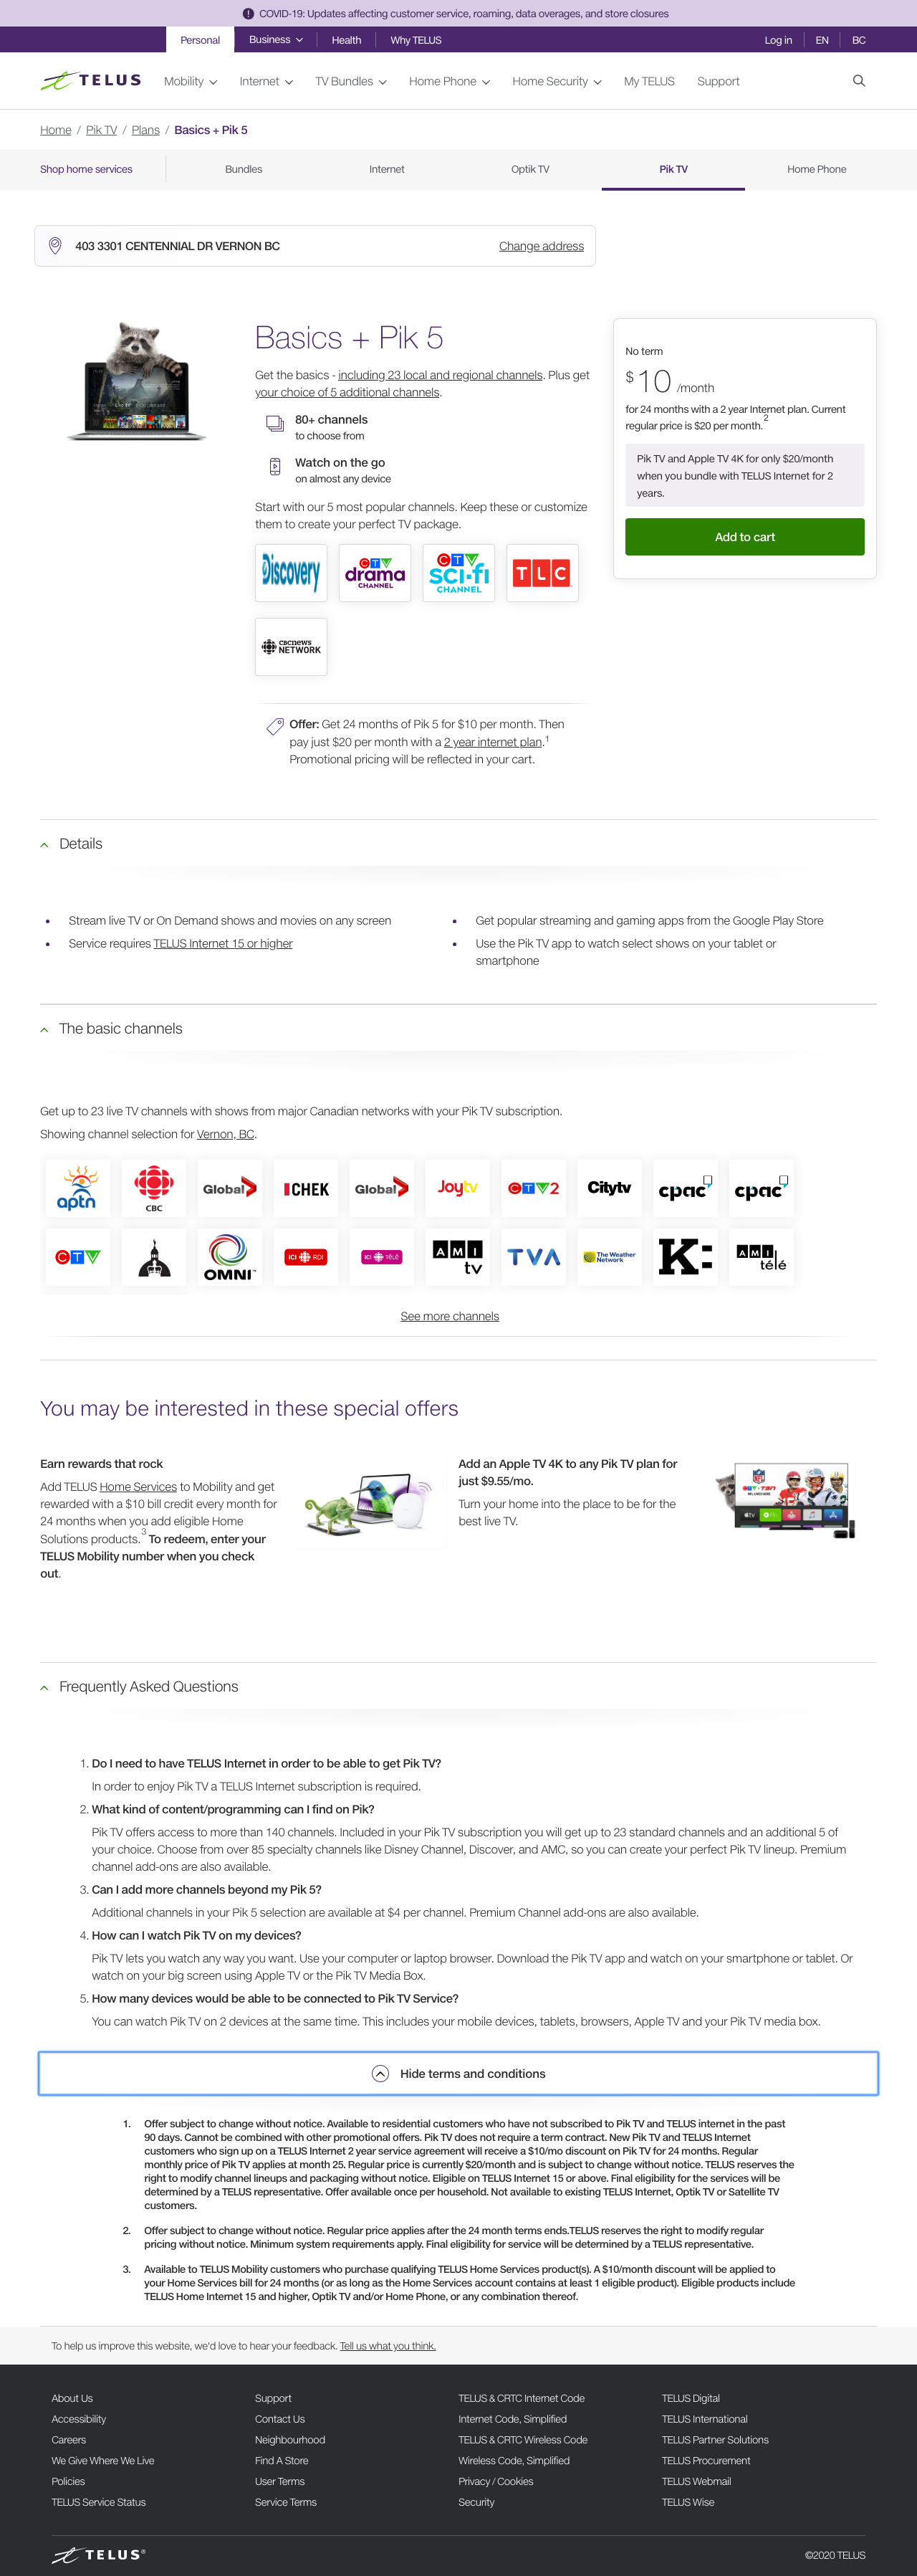 COVID-19: Updates affecting customer service, roaming, data overages, and store closures
Personal Business Health Why TELUS Log in EN BC
TELUS Mobility Internet TV Bundles Home Phone Home Security My TELUS Support
Home / Pik TV / Plans / Basics + Pik 5
Shop home services Bundles Internet Optik TV Pik TV Home Phone
403 3301 CENTENNIAL DR VERNON BC Change address
Basics + Pik 5
Get the basics - including 23 local and regional channels. Plus get
your choice of 5 additional channels.
80+ channels
to choose from
Watch on the go
on almost any device
Start with our 5 most popular channels. Keep these or customize
them to create your perfect TV package.
Discovery CTV drama CHANNEL CTV sci-fi CHANNEL TLC
cbcnews NETWORK
Offer: Get 24 months of Pik 5 for $10 per month. Then
pay just $20 per month with a 2 year internet plan.1
Promotional pricing will be reflected in your cart.
No term
$10 /month
for 24 months with a 2 year Internet plan. Current
regular price is $20 per month.2
Pik TV and Apple TV 4K for only $20/month
when you bundle with TELUS Internet for 2
years.
Add to cart
Details
Stream live TV or On Demand shows and movies on any screen
Service requires TELUS Internet 15 or higher
Get popular streaming and gaming apps from the Google Play Store
Use the Pik TV app to watch select shows on your tablet or
smartphone
The basic channels
Get up to 23 live TV channels with shows from major Canadian networks with your Pik TV subscription.
Showing channel selection for Vernon, BC.
aptn CBC Global CHEK Global Joytv CTV2 Citytv cpac cpac
CTV OMNI ICI RDI ICI TÉLÉ AMI tv TVA The Weather Network K: AMI télé
See more channels
You may be interested in these special offers
Earn rewards that rock
Add TELUS Home Services to Mobility and get
rewarded with a $10 bill credit every month for
24 months when you add eligible Home
Solutions products.3 To redeem, enter your
TELUS Mobility number when you check
out.
Add an Apple TV 4K to any Pik TV plan for
just $9.55/mo.
Turn your home into the place to be for the
best live TV.
Frequently Asked Questions
1. Do I need to have TELUS Internet in order to be able to get Pik TV?
In order to enjoy Pik TV a TELUS Internet subscription is required.
2. What kind of content/programming can I find on Pik?
Pik TV offers access to more than 140 channels. Included in your Pik TV subscription you will get up to 23 standard channels and an additional 5 of
your choice. Choose from over 85 specialty channels like Disney Channel, Discover, and AMC, so you can create your perfect Pik TV lineup. Premium
channel add-ons are also available.
3. Can I add more channels beyond my Pik 5?
Additional channels in your Pik 5 selection are available at $4 per channel. Premium Channel add-ons are also available.
4. How can I watch Pik TV on my devices?
Pik TV lets you watch any way you want. Use your computer or laptop browser. Download the Pik TV app and watch on your smartphone or tablet. Or
watch on your big screen using Apple TV or the Pik TV Media Box.
5. How many devices would be able to be connected to Pik TV Service?
You can watch Pik TV on 2 devices at the same time. This includes your mobile devices, tablets, browsers, Apple TV and your Pik TV media box.
Hide terms and conditions
1. Offer subject to change without notice. Available to residential customers who have not subscribed to Pik TV and TELUS internet in the past
90 days. Cannot be combined with other promotional offers. Pik TV does not require a term contract. New Pik TV and TELUS Internet
customers who sign up on a TELUS Internet 2 year service agreement will receive a $10/mo discount on Pik TV for 24 months. Regular
monthly price of Pik TV applies at month 25. Regular price is currently $20/month and is subject to change without notice. TELUS reserves the
right to modify channel lineups and packaging without notice. Eligible on TELUS Internet 15 or above. Final eligibility for the services will be
determined by a TELUS representative. Offer available once per household. Not available to existing TELUS Internet, Optik TV or Satellite TV
customers.
2. Offer subject to change without notice. Regular price applies after the 24 month terms ends.TELUS reserves the right to modify regular
pricing without notice. Minimum system requirements apply. Final eligibility for service will be determined by a TELUS representative.
3. Available to TELUS Mobility customers who purchase qualifying TELUS Home Services product(s). A $10/month discount will be applied to
your Home Services bill for 24 months (or as long as the Home Services account contains at least 1 eligible product). Eligible products include
TELUS Home Internet 15 and higher, Optik TV and/or Home Phone, or any combination thereof.
To help us improve this website, we'd love to hear your feedback. Tell us what you think.
About Us Support TELUS & CRTC Internet Code TELUS Digital
Accessibility Contact Us Internet Code, Simplified TELUS International
Careers Neighbourhood TELUS & CRTC Wireless Code TELUS Partner Solutions
We Give Where We Live Find A Store Wireless Code, Simplified TELUS Procurement
Policies User Terms Privacy / Cookies TELUS Webmail
TELUS Service Status Service Terms Security TELUS Wise
TELUS® ©2020 TELUS